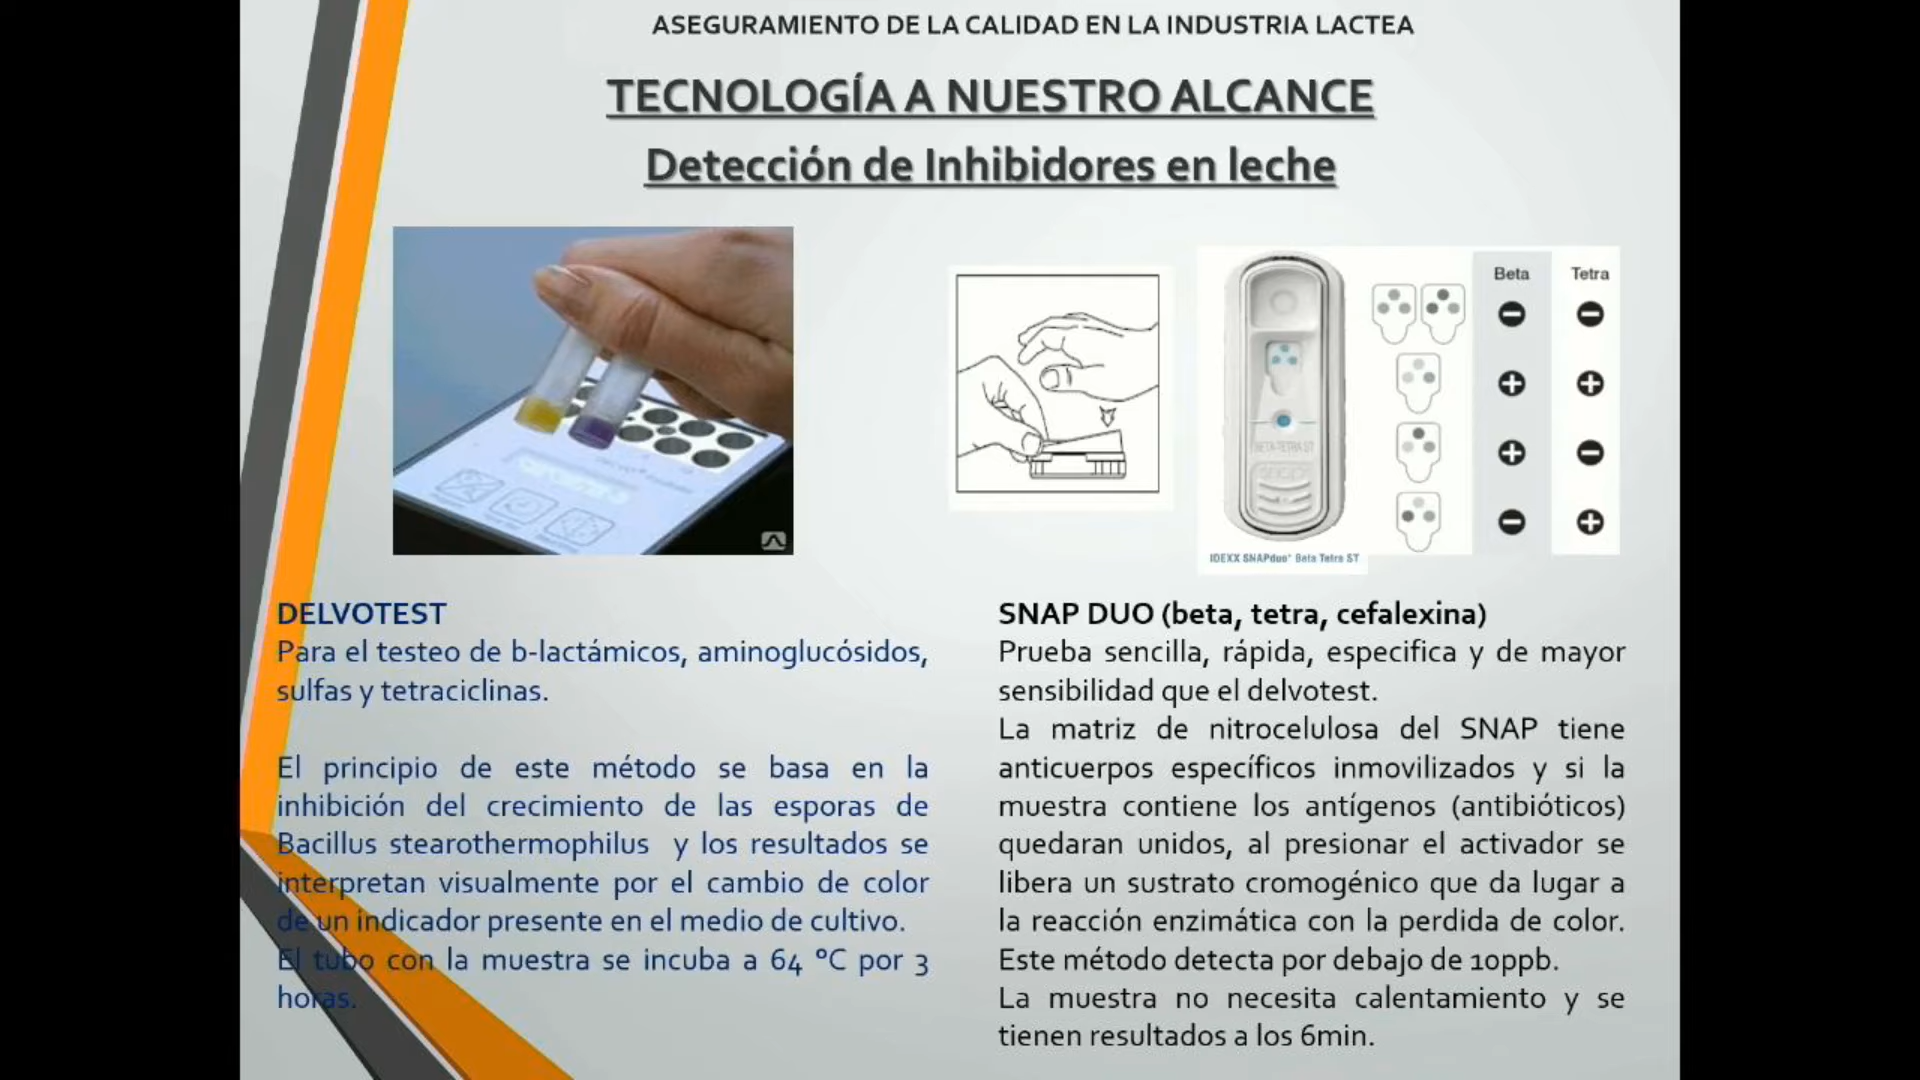 ASEGURAMIENTO DE LA CALIDAD EN LA INDUSTRIA LACTEA
TECNOLOGÍA A NUESTRO ALCANCE
Detección de Inhibidores en leche
Beta Tetra
BETA-TETRA ST
IDEXX SNAPduo* Beta Tetra ST
DELVOTEST
Para el testeo de b-lactámicos, aminoglucósidos,
sulfas y tetraciclinas.
El principio de este método se basa en la
inhibición del crecimiento de las esporas de
Bacillus stearothermophilus y los resultados se
interpretan visualmente por el cambio de color
de un indicador presente en el medio de cultivo.
El tubo con la muestra se incuba a 64 °C por 3
horas.
SNAP DUO (beta, tetra, cefalexina)
Prueba sencilla, rápida, especifica y de mayor
sensibilidad que el delvotest.
La matriz de nitrocelulosa del SNAP tiene
anticuerpos específicos inmovilizados y si la
muestra contiene los antígenos (antibióticos)
quedaran unidos, al presionar el activador se
libera un sustrato cromogénico que da lugar a
la reacción enzimática con la perdida de color.
Este método detecta por debajo de 10ppb.
La muestra no necesita calentamiento y se
tienen resultados a los 6min.